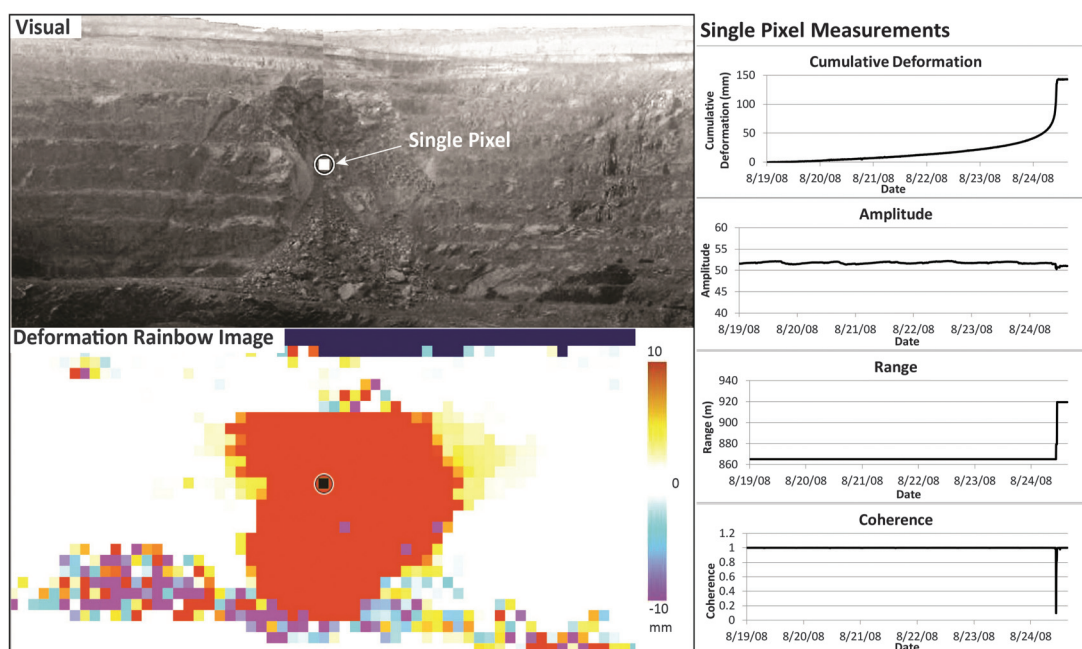 Visual
Single Pixel
Deformation Rainbow Image
10
0
-10
mm
Single Pixel Measurements
Cumulative Deformation
Cumulative
Deformation (mm)
150
100
50
0
8/19/08 8/20/08 8/21/08 8/22/08 8/23/08 8/24/08
Date
Amplitude
Amplitude
60
55
50
45
40
8/19/08 8/20/08 8/21/08 8/22/08 8/23/08 8/24/08
Date
Range
Range (m)
940
920
900
880
860
8/19/08 8/20/08 8/21/08 8/22/08 8/23/08 8/24/08
Date
Coherence
Coherence
1.2
1
0.8
0.6
0.4
0.2
0
8/19/08 8/20/08 8/21/08 8/22/08 8/23/08 8/24/08
Date